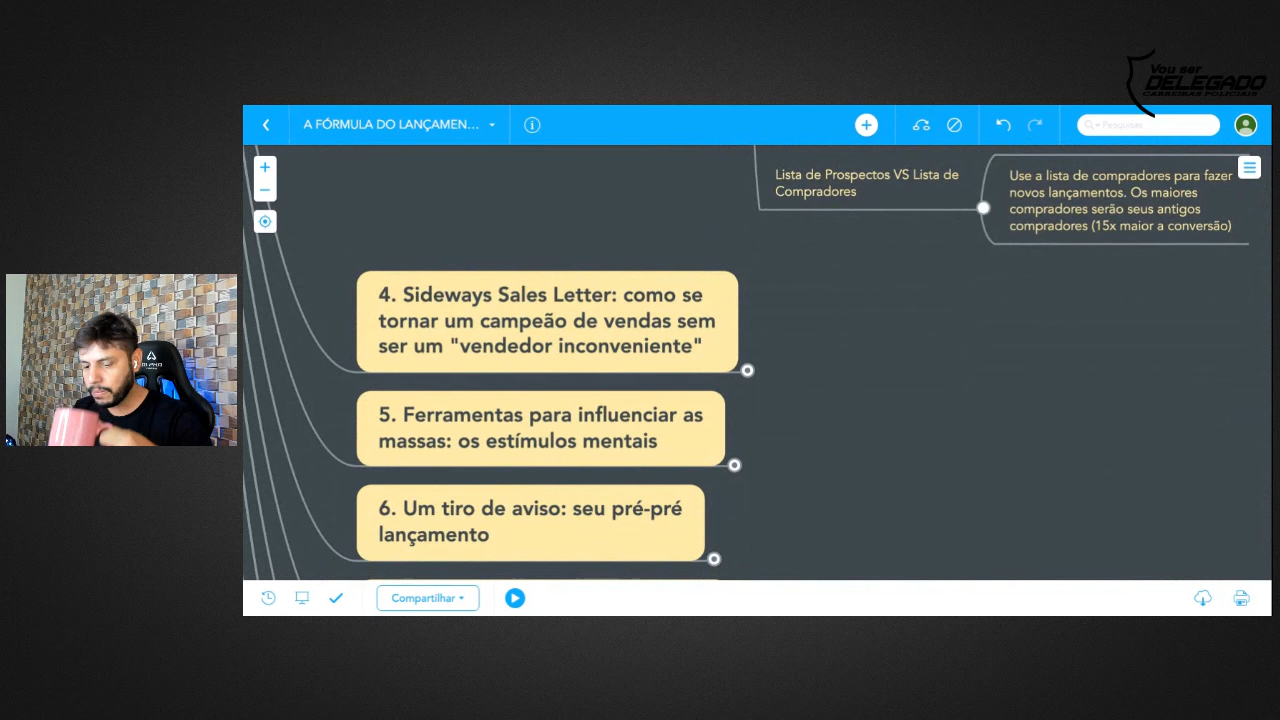 Vou ser
DELEGADO
CARREIRAS POLICIAIS
A FÓRMULA DO LANÇAMEN...
Pesquisar
Lista de Prospectos VS Lista de
Compradores
Use a lista de compradores para fazer
novos lançamentos. Os maiores
compradores serão seus antigos
compradores (15x maior a conversão)
4. Sideways Sales Letter: como se
tornar um campeão de vendas sem
ser um "vendedor inconveniente"
5. Ferramentas para influenciar as
massas: os estímulos mentais
6. Um tiro de aviso: seu pré-pré
lançamento
Compartilhar